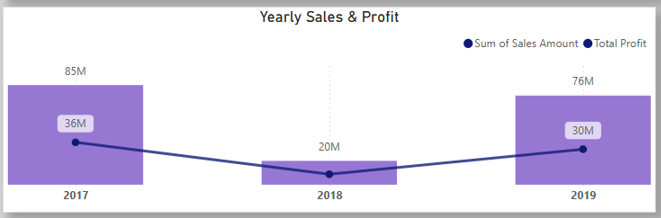 Yearly Sales & Profit
Sum of Sales Amount Total Profit
85M
36M
20M
76M
30M
2017 2018 2019